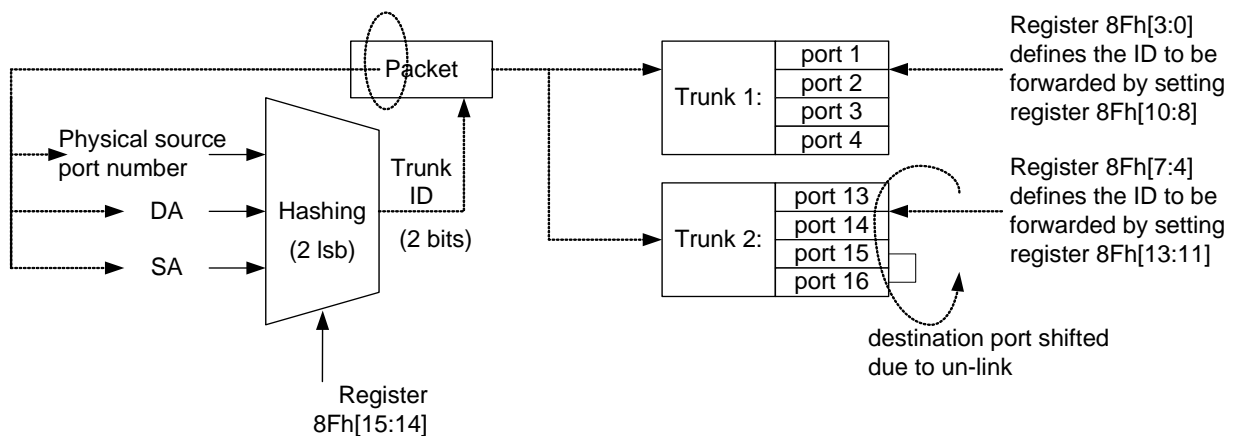 Packet
Physical source
port number
DA
SA
Hashing
(2 lsb)
Trunk
ID
(2 bits)
Register
8Fh[15:14]
Trunk 1:
port 1
port 2
port 3
port 4
Register 8Fh[3:0]
defines the ID to be
forwarded by setting
register 8Fh[10:8]
Trunk 2:
port 13
port 14
port 15
port 16
Register 8Fh[7:4]
defines the ID to be
forwarded by setting
register 8Fh[13:11]
destination port shifted
due to un-link